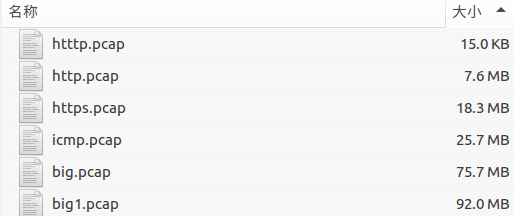 名称 大小
htttp.pcap 15.0 KB
http.pcap 7.6 MB
https.pcap 18.3 MB
icmp.pcap 25.7 MB
big.pcap 75.7 MB
big1.pcap 92.0 MB